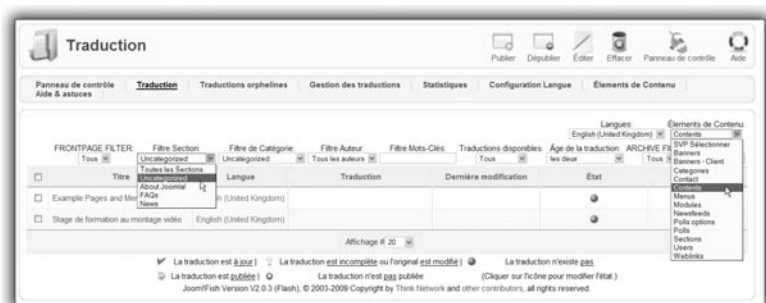 Traduction
Publier Dépublier Éditer Effacer Panneau de contrôle Aide
Panneau de contrôle Traduction Traductions orphelines Gestion des traductions Statistiques Configuration Langue Élements de Contenu
Aide & astuces
Langues: Élements de Contenu:
English (United Kingdom) Contents
FRONTPAGE FILTER: Filtre Section Filtre de Catégorie: Filtre Auteur: Filtre Mots-Clés: Traductions disponibles: Âge de la traduction: ARCHIVE
Tous Uncategorized Uncategorized Tous les auteurs Tous les deux Tous
Toutes les Sections
Uncategorized
About Joomla!
FAQs
News
SVP Sélectionner
Banners
Banners - Client
Categories
Contact
Contents
Menus
Modules
Newsfeeds
Polls options
Polls
Sections
Users
Weblinks
Titre Langue Traduction Dernière modification État
Example Pages and (United Kingdom)
Stage de formation au montage vidéo English (United Kingdom)
Affichage # 20
La traduction est à jour | La traduction est incomplète ou l'original est modifié | La traduction n'existe pas
La traduction est publiée | La traduction n'est pas publiée (Cliquer sur l'icône pour modifier l'état.)
Joom!Fish Version V2.0.3 (Flash), © 2003-2009 Copyright by Think Network and other contributors, all rights reserved.